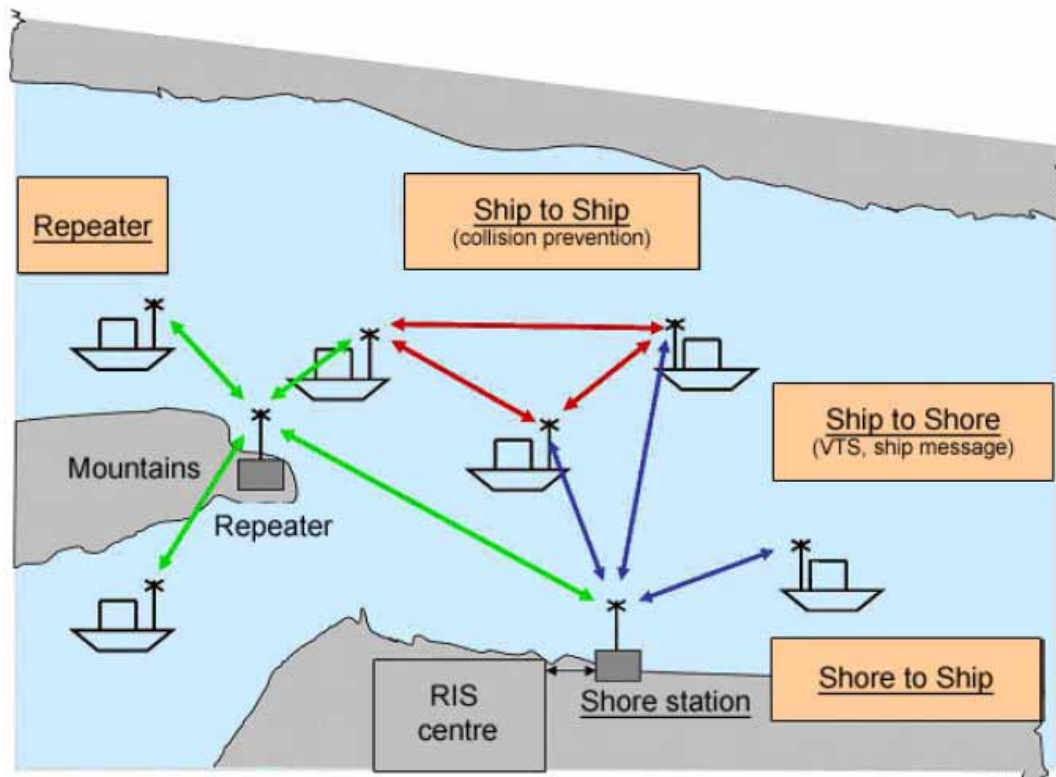 Repeater
Ship to Ship
(collision prevention)
Ship to Shore
(VTS, ship message)
Mountains
Repeater
Shore to Ship
RIS
centre
Shore station